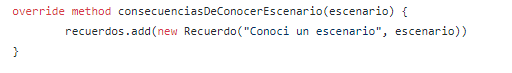 override method consecuenciasDeConocerEscenario(escenario) {
        recuerdos.add(new Recuerdo("Conoci un escenario", escenario))
}